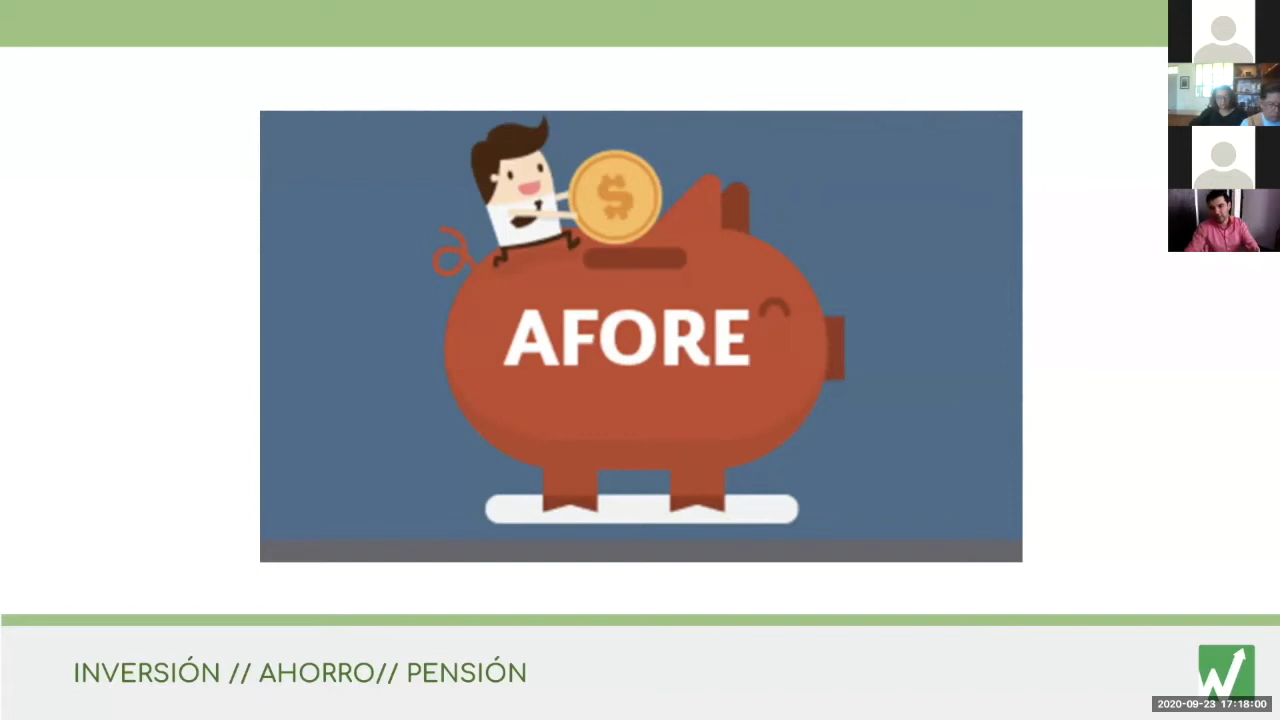 $
AFORE
INVERSIÓN // AHORRO// PENSIÓN
W
2020-09-23 17:18:00